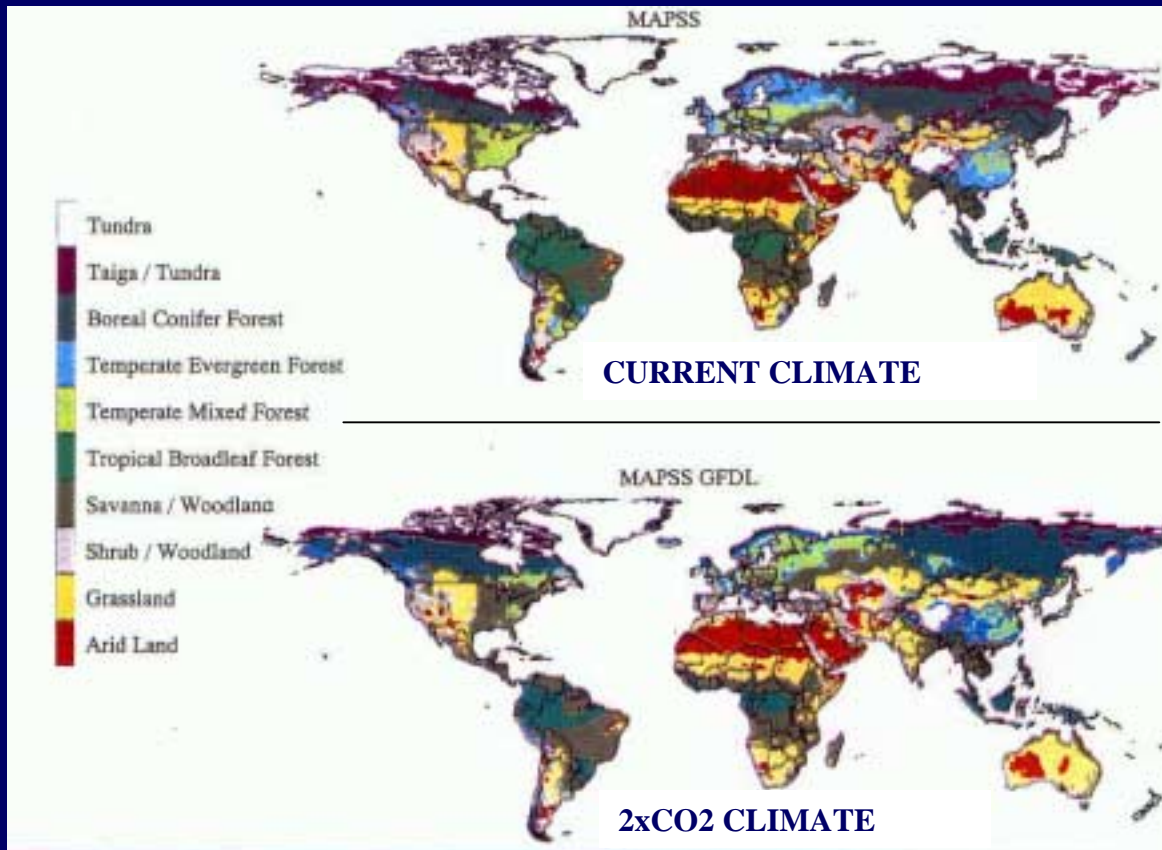 MAPSS
Tundra
Taiga / Tundra
Boreal Conifer Forest
Temperate Evergreen Forest
Temperate Mixed Forest
Tropical Broadleaf Forest
Savanna / Woodland
Shrub / Woodland
Grassland
Arid Land
CURRENT CLIMATE
MAPSS GFDL
2xCO2 CLIMATE